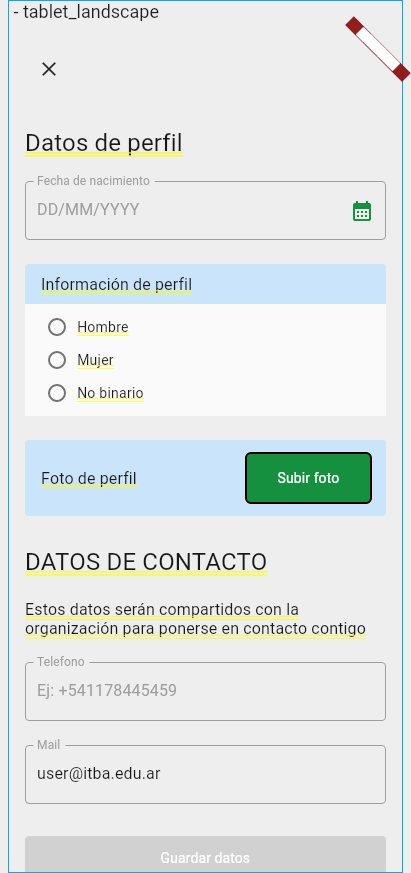 - tablet_landscape
Datos de perfil
Fecha de nacimiento
DD/MM/YYYY
Información de perfil
Hombre
Mujer
No binario
Foto de perfil
Subir foto
DATOS DE CONTACTO
Estos datos serán compartidos con la
organización para ponerse en contacto contigo
Telefono
Ej: +541178445459
Mail
user@itba.edu.ar
Guardar datos